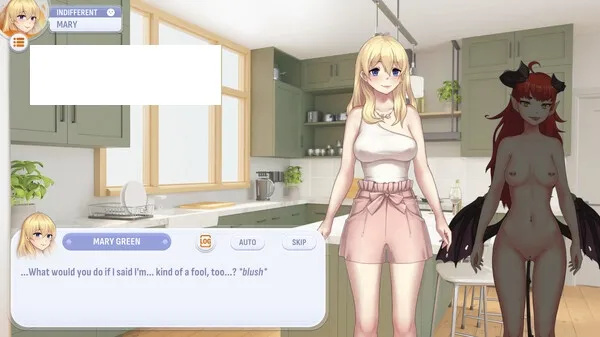 INDIFFERENT
MARY
MARY GREEN
LOG
AUTO
SKIP
...What would you do if I said I'm... kind of a fool, too...? *blush*